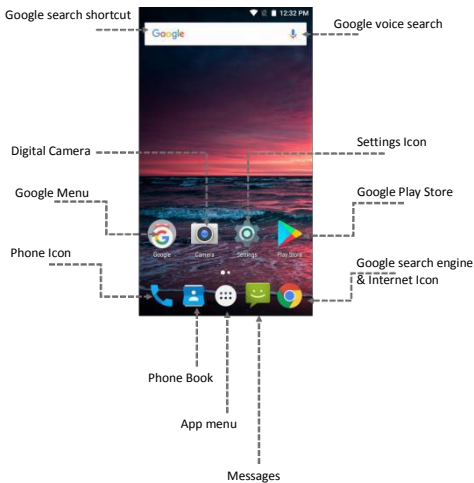 Google search shortcut
12:32 PM
Google
Google voice search
Digital Camera
Settings Icon
Google Menu
Google Play Store
Google
Camera
Settings
Play Store
Phone Icon
Google search engine
& Internet Icon
Phone Book
App menu
Messages